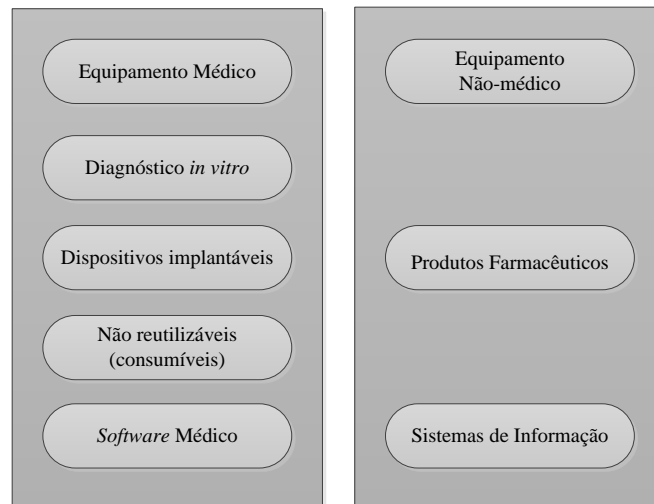 Equipamento Médico
Diagnóstico in vitro
Dispositivos implantáveis
Não reutilizáveis
(consumíveis)
Software Médico
Equipamento
Não-médico
Produtos Farmacêuticos
Sistemas de Informação